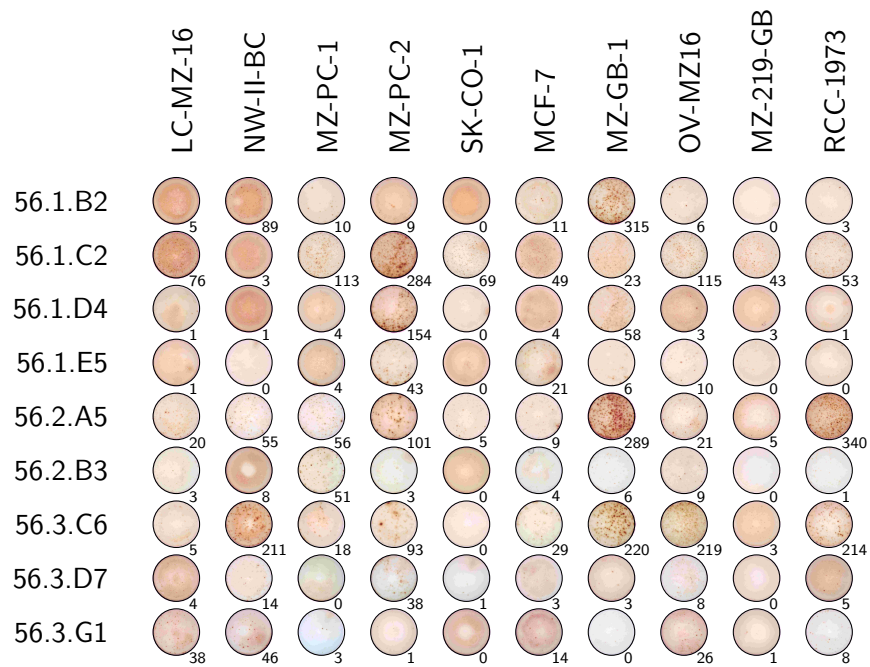 LC-MZ-16 NW-II-BC MZ-PC-1 MZ-PC-2 SK-CO-1 MCF-7 MZ-GB-1 OV-MZ16 MZ-219-GB RCC-1973
56.1.B2 5 89 10 9 0 11 315 6 0 3
56.1.C2 76 3 113 284 69 49 23 115 43 53
56.1.D4 1 1 4 154 0 4 58 3 3 1
56.1.E5 1 0 4 43 0 21 6 10 0 0
56.2.A5 20 55 56 101 5 9 289 21 5 340
56.2.B3 3 8 51 3 0 4 6 9 0 1
56.3.C6 5 211 18 93 0 29 220 219 3 214
56.3.D7 4 14 0 38 1 3 3 8 0 5
56.3.G1 38 46 3 1 0 14 0 26 1 8